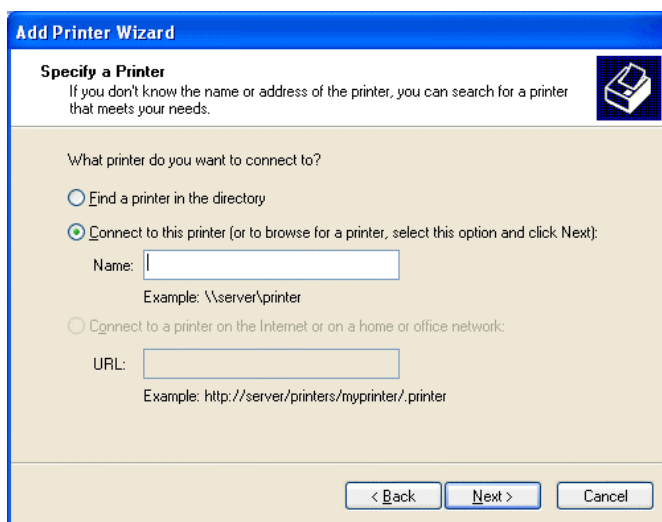 Add Printer Wizard
Specify a Printer
If you don't know the name or address of the printer, you can search for a printer
that meets your needs.
What printer do you want to connect to?
Find a printer in the directory
Connect to this printer (or to browse for a printer, select this option and click Next):
Name:
Example: \\server\printer
Connect to a printer on the Internet or on a home or office network:
URL:
Example: http://server/printers/myprinter/.printer
< Back Next > Cancel